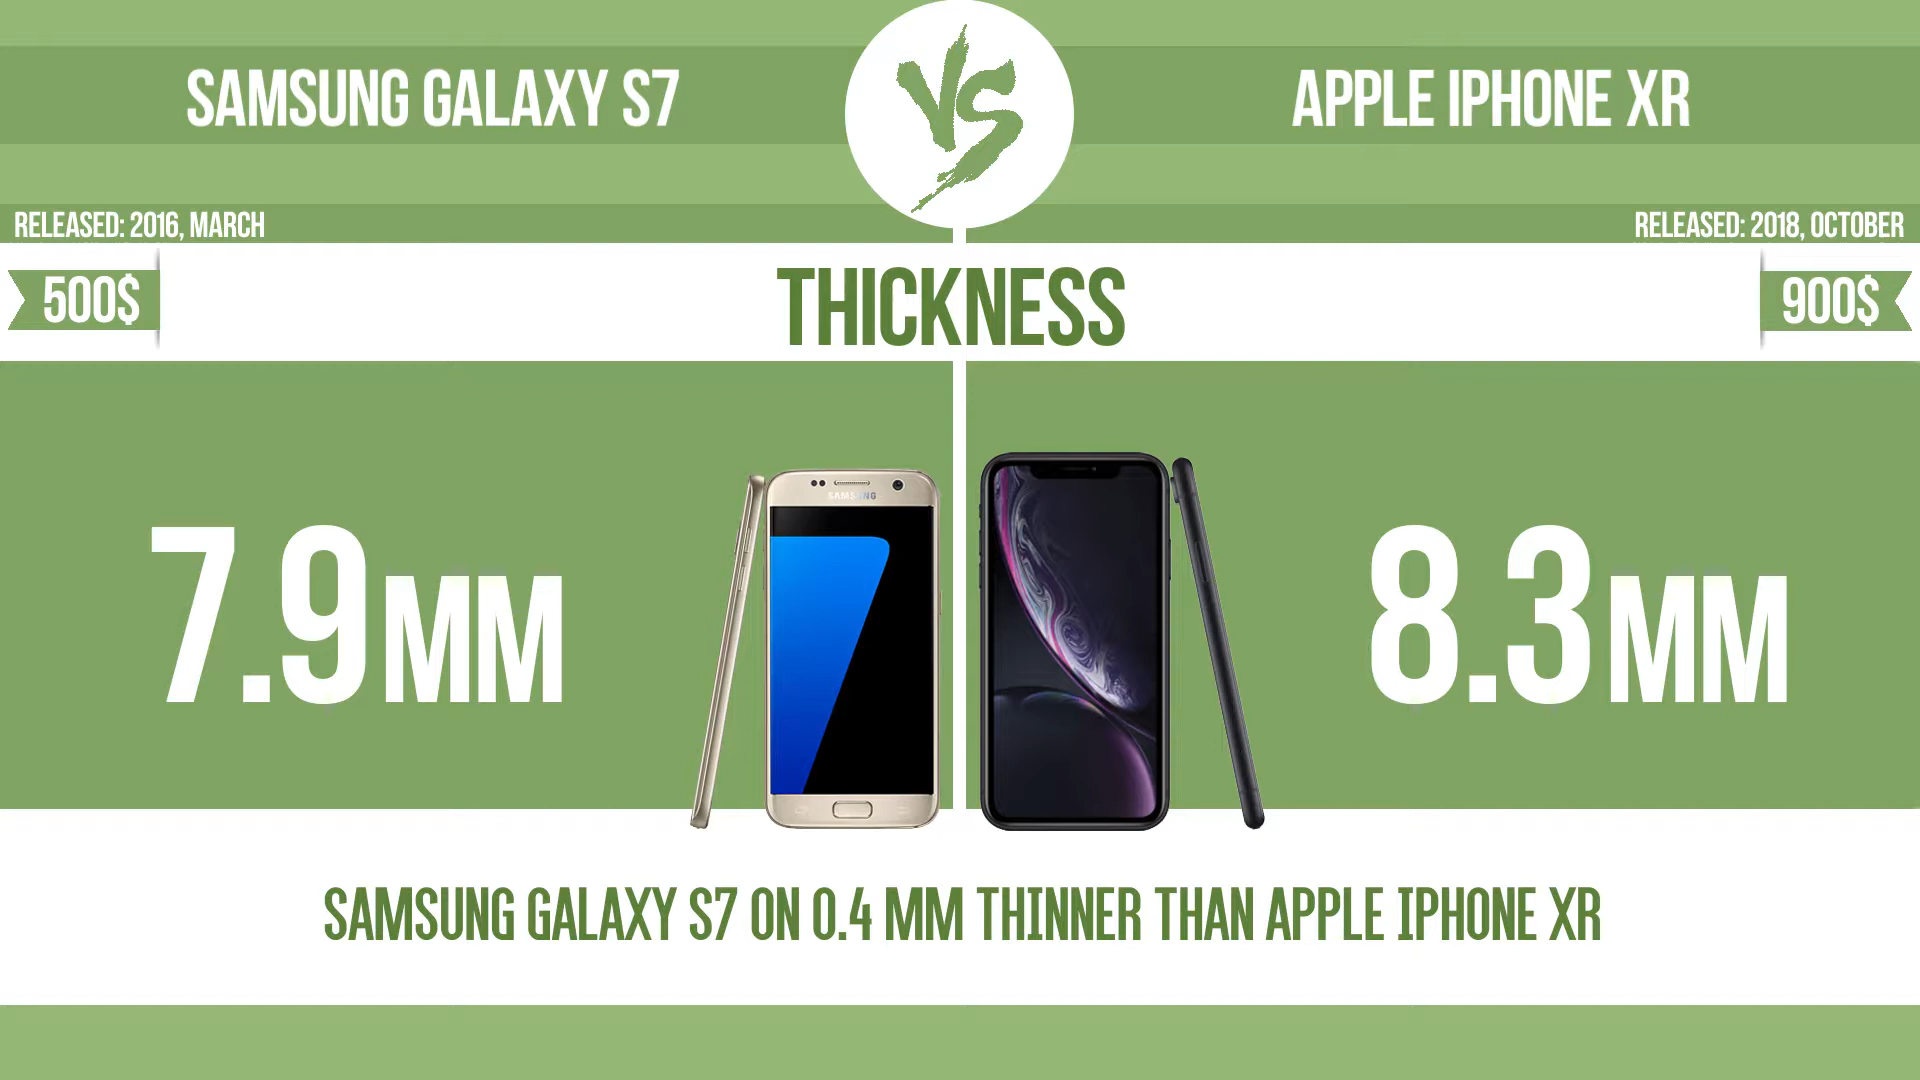 SAMSUNG GALAXY S7
VS
APPLE IPHONE XR
RELEASED: 2016, MARCH
RELEASED: 2018, OCTOBER
500$
THICKNESS
900$
SAMSUNG
7.9MM
8.3MM
SAMSUNG GALAXY S7 ON 0.4 MM THINNER THAN APPLE IPHONE XR